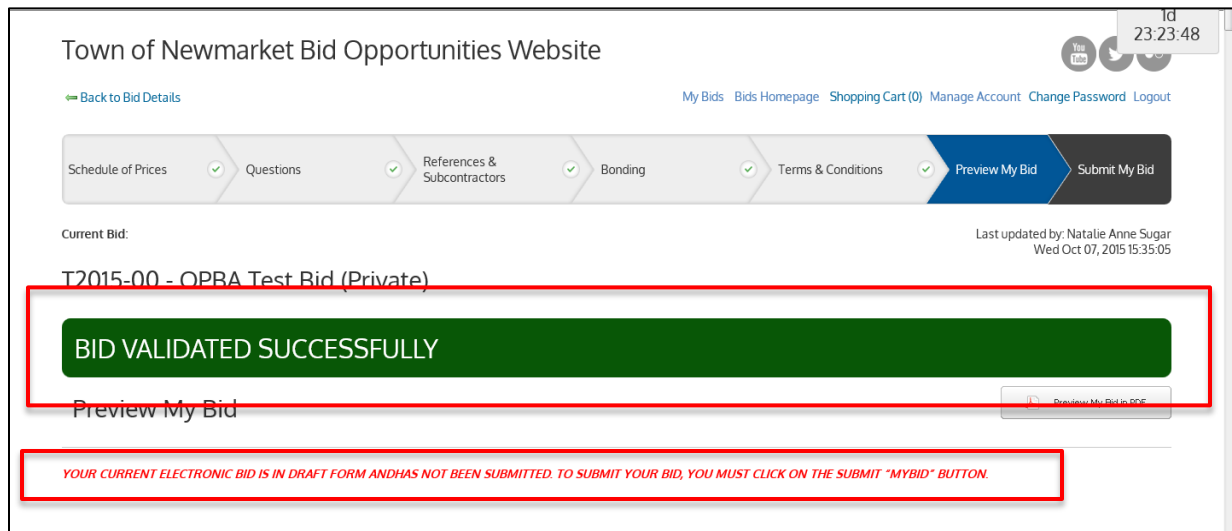 1d
23:23:48
Town of Newmarket Bid Opportunities Website
You
Tube
Back to Bid Details
My Bids Bids Homepage Shopping Cart (0) Manage Account Change Password Logout
Schedule of Prices
Questions
References &
Subcontractors
Bonding
Terms & Conditions
Preview My Bid
Submit My Bid
Current Bid:
Last updated by: Natalie Anne Sugar
Wed Oct 07, 2015 15:35:05
T2015-00 - OPBA Test Bid (Private)
BID VALIDATED SUCCESSFULLY
Preview My Bid
Preview My Bid in PDF
YOUR CURRENT ELECTRONIC BID IS IN DRAFT FORM ANDHAS NOT BEEN SUBMITTED. TO SUBMIT YOUR BID, YOU MUST CLICK ON THE SUBMIT “MYBID” BUTTON.